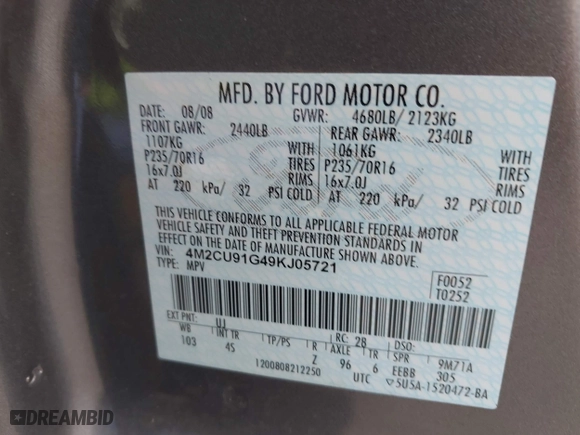 MFD. BY FORD MOTOR CO.
DATE: 08/08 GVWR: 4680LB/ 2123KG
FRONT GAWR: 2440LB REAR GAWR: 2340LB
1107KG WITH 1061KG WITH
P235/70R16 TIRES P235/70R16 TIRES
16x7.0J RIMS 16x7.0J RIMS
AT 220 kPa/ 32 PSI COLD AT 220 kPa/ 32 PSI COLD
THIS VEHICLE CONFORMS TO ALL APPLICABLE FEDERAL MOTOR
VEHICLE SAFETY AND THEFT PREVENTION STANDARDS IN
EFFECT ON THE DATE OF MANUFACTURE SHOWN ABOVE.
VIN: 4M2CU91G49KJ05721
TYPE: MPV
F0052
T0252
EXT PNT: UJ RC: 28 DSO:
WB INT TR TP/PS R AXLE TR SPR 9M71A
103 4S Z 96 6 EEBB 305
1200808212250 UTC 5U5A-1520472-BA
DREAMBID